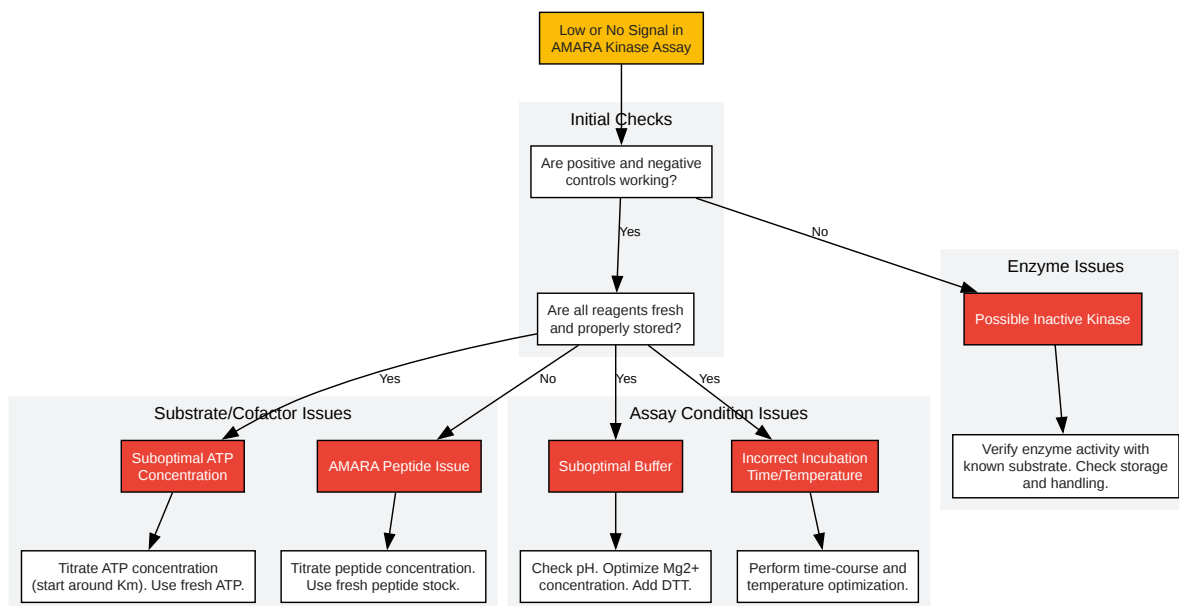 Low or No Signal in
AMARA Kinase Assay
Initial Checks
Are positive and negative
controls working?
Yes
No
Enzyme Issues
Are all reagents fresh
and properly stored?
Possible Inactive Kinase
Yes
No
Yes
Yes
Substrate/Cofactor Issues
Assay Condition Issues
Suboptimal ATP
Concentration
AMARA Peptide Issue
Suboptimal Buffer
Incorrect Incubation
Time/Temperature
Verify enzyme activity with
known substrate. Check storage
and handling.
Titrate ATP concentration
(start around Km). Use fresh ATP.
Titrate peptide concentration.
Use fresh peptide stock.
Check pH. Optimize Mg2+
concentration. Add DTT.
Perform time-course and
temperature optimization.